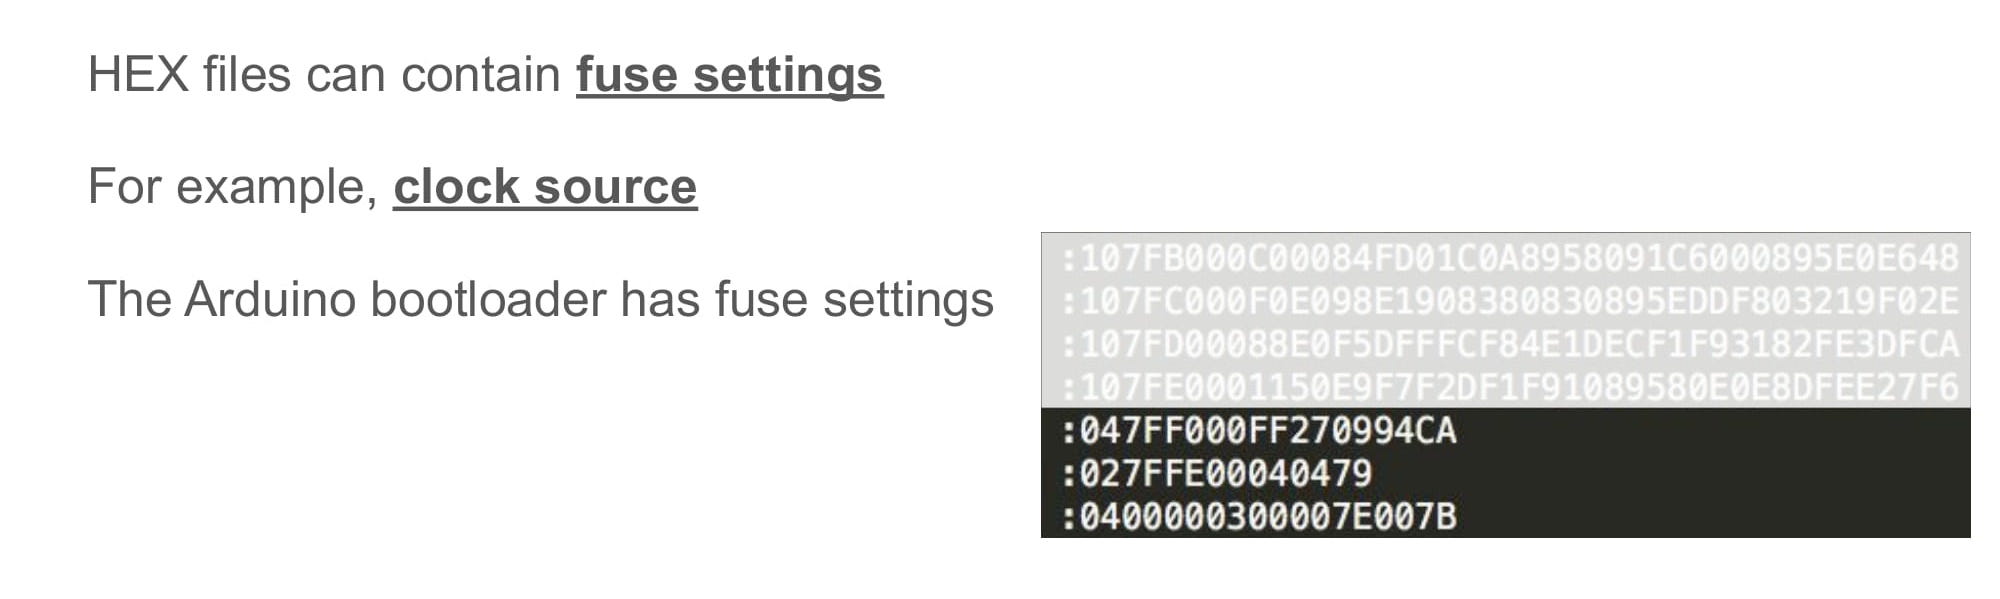 HEX files can contain fuse settings
For example, clock source
The Arduino bootloader has fuse settings
:107FB000C00084FD01C0A8958091C6000895E0E648
:107FC000F0E098E1908380830895EDDF803219F02E
:107FD00088E0F5DFFFCF84E1DECF1F93182FE3DFCA
:107FE0001150E9F7F2DF1F91089580E0E8DFEE27F6
:047FF000FF270994CA
:027FFE00040479
:0400000300007E007B